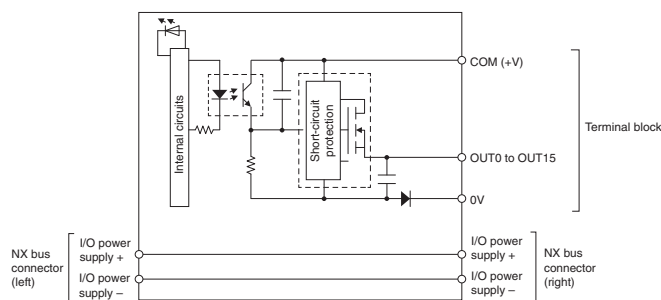 COM (+V)
Internal circuits
Short-circuit
protection
Terminal block
OUT0 to OUT15
0V
NX bus
connector
(left)
I/O power
supply +
I/O power
supply –
I/O power
supply +
I/O power
supply –
NX bus
connector
(right)